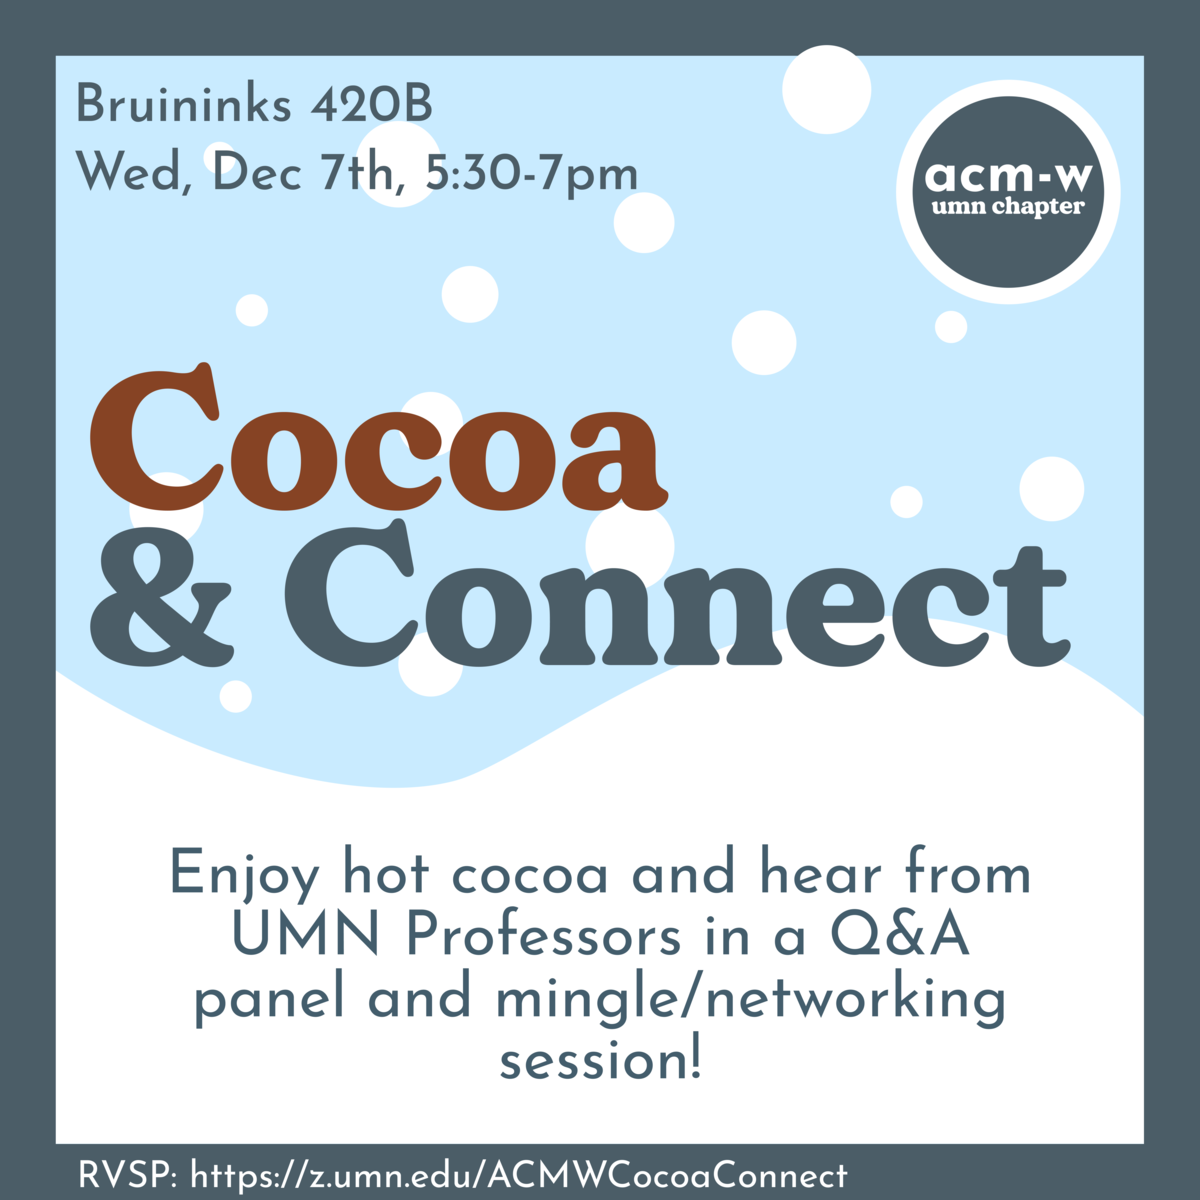 Bruininks 420B
Wed, Dec 7th, 5:30-7pm
acm-w
umn chapter
Cocoa
& Connect
Enjoy hot cocoa and hear from
UMN Professors in a Q&A
panel and mingle/networking
session!
RVSP: https://z.umn.edu/ACMWCocoaConnect